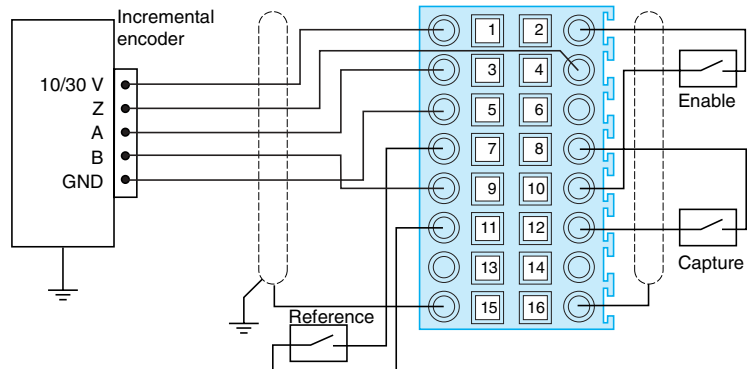 Incremental
encoder
10/30 V
Z
A
B
GND
1 2
3 4
5 6
7 8
9 10
11 12
13 14
15 16
Enable
Capture
Reference